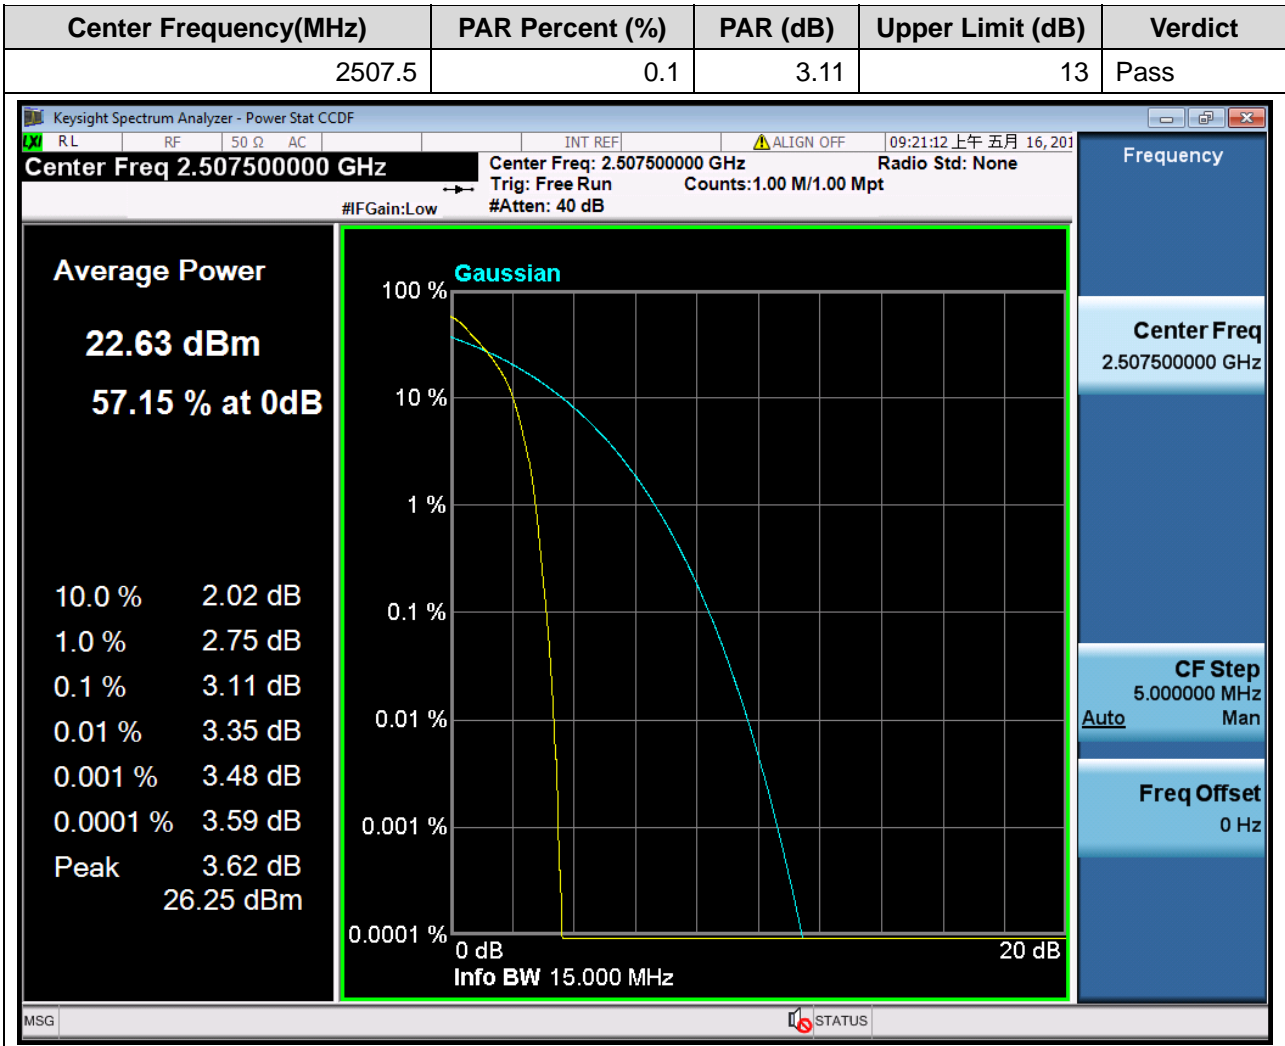 Center Frequency(MHz) PAR Percent (%) PAR (dB) Upper Limit (dB) Verdict
2507.5 0.1 3.11 13 Pass
Keysight Spectrum Analyzer - Power Stat CCDF
LXI RL RF 50 Ω AC INT REF ALIGN OFF 09:21:12 上午 五月 16, 201
Center Freq 2.507500000 GHz
Center Freq: 2.507500000 GHz Radio Std: None
Trig: Free Run Counts:1.00 M/1.00 Mpt
#IFGain:Low #Atten: 40 dB
Average Power
22.63 dBm
57.15 % at 0dB
10.0 % 2.02 dB
1.0 % 2.75 dB
0.1 % 3.11 dB
0.01 % 3.35 dB
0.001 % 3.48 dB
0.0001 % 3.59 dB
Peak 3.62 dB
26.25 dBm
Gaussian
100 %
10 %
1 %
0.1 %
0.01 %
0.001 %
0.0001 %
0 dB 20 dB
Info BW 15.000 MHz
Frequency
Center Freq
2.507500000 GHz
CF Step
5.000000 MHz
Auto Man
Freq Offset
0 Hz
MSG STATUS